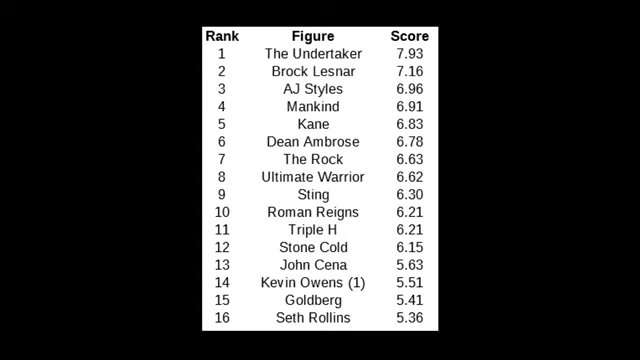 Rank Figure Score
1 The Undertaker 7.93
2 Brock Lesnar 7.16
3 AJ Styles 6.96
4 Mankind 6.91
5 Kane 6.83
6 Dean Ambrose 6.78
7 The Rock 6.63
8 Ultimate Warrior 6.62
9 Sting 6.30
10 Roman Reigns 6.21
11 Triple H 6.21
12 Stone Cold 6.15
13 John Cena 5.63
14 Kevin Owens (1) 5.51
15 Goldberg 5.41
16 Seth Rollins 5.36